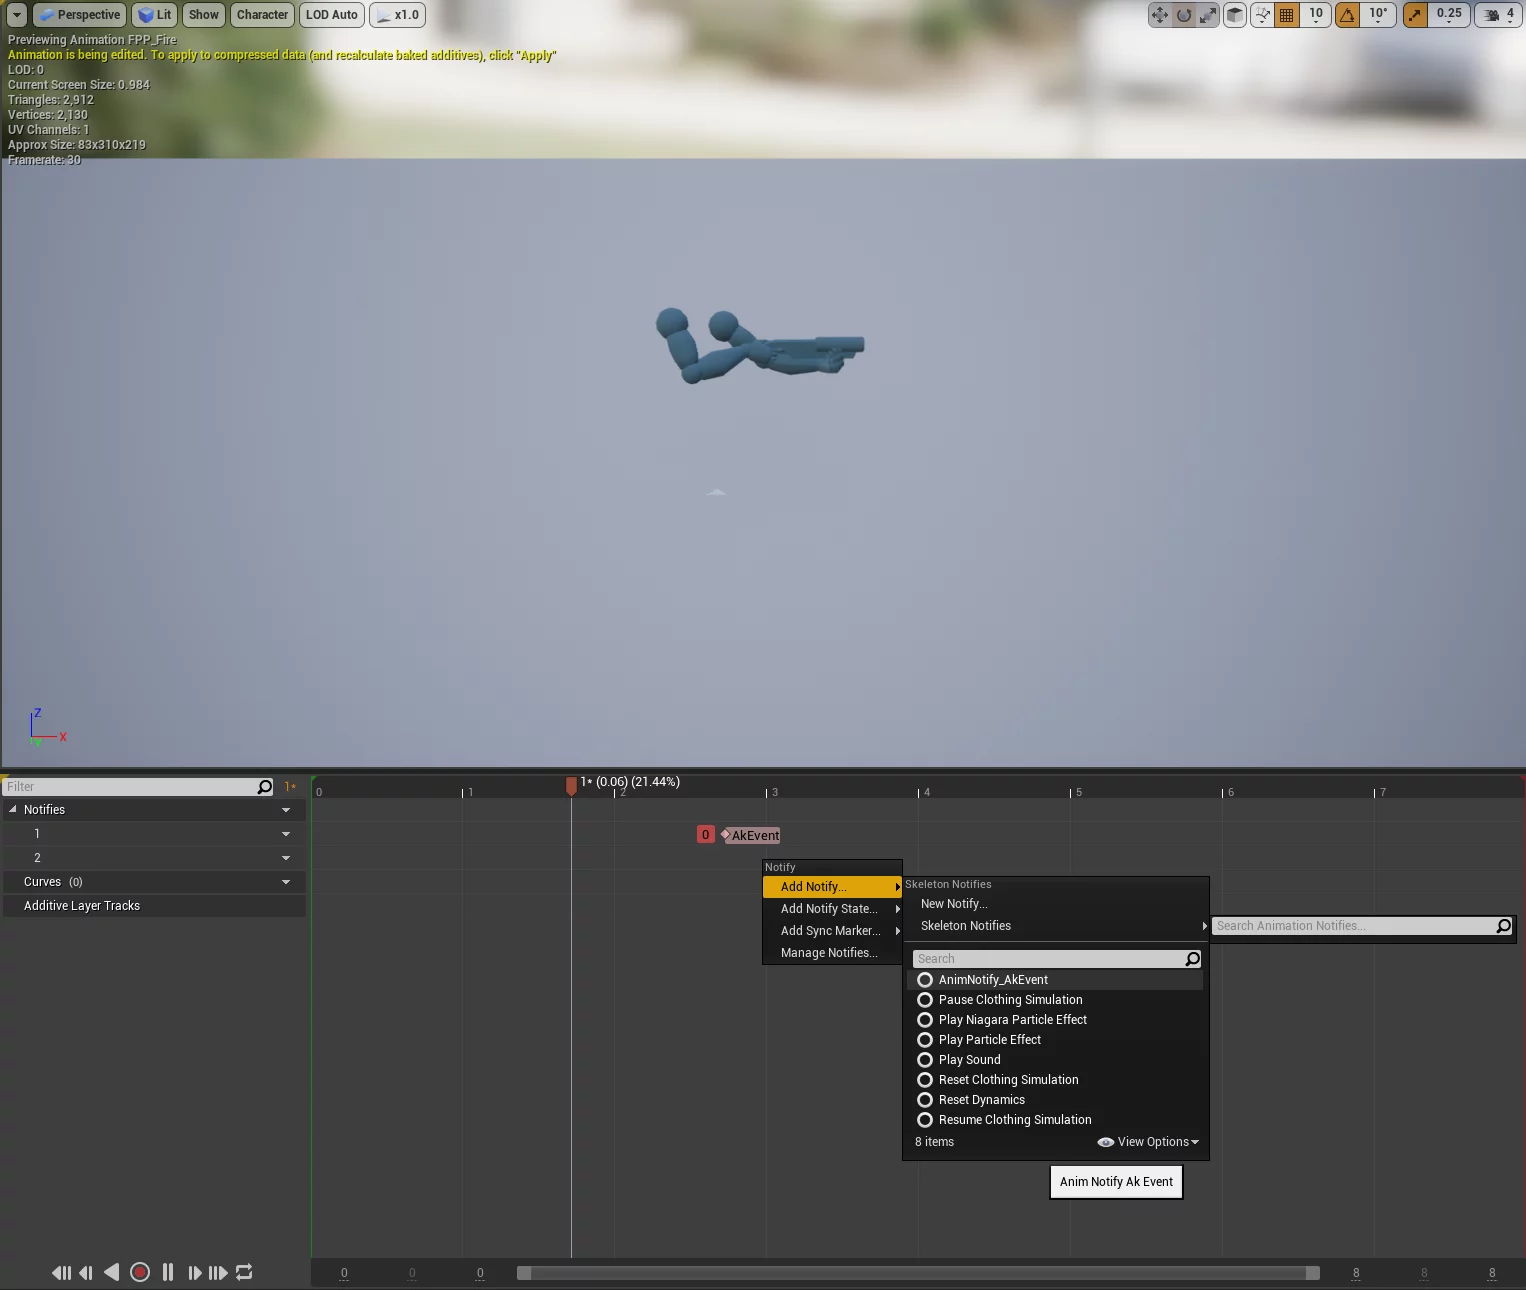 Perspective Lit Show Character LOD Auto x1.0 10 10° 0.25 4
Previewing Animation FPP_Fire
Animation is being edited. To apply to compressed data (and recalculate baked additives), click "Apply"
LOD: 0
Current Screen Size: 0.984
Triangles: 2,912
Vertices: 2,130
UV Channels: 1
Approx Size: 83x310x219
Framerate: 30
Z
X
Y
Filter 1* 1* (0.06) (21.44%)
0 1 2 3 4 5 6 7
Notifies
1 0 AkEvent
2
Curves (0)
Additive Layer Tracks
Notify
Add Notify...
Add Notify State...
Add Sync Marker...
Manage Notifies...
Skeleton Notifies
New Notify...
Skeleton Notifies
Search Animation Notifies...
Search
AnimNotify_AkEvent
Pause Clothing Simulation
Play Niagara Particle Effect
Play Particle Effect
Play Sound
Reset Clothing Simulation
Reset Dynamics
Resume Clothing Simulation
8 items View Options
Anim Notify Ak Event
0 0 0 8 8 8